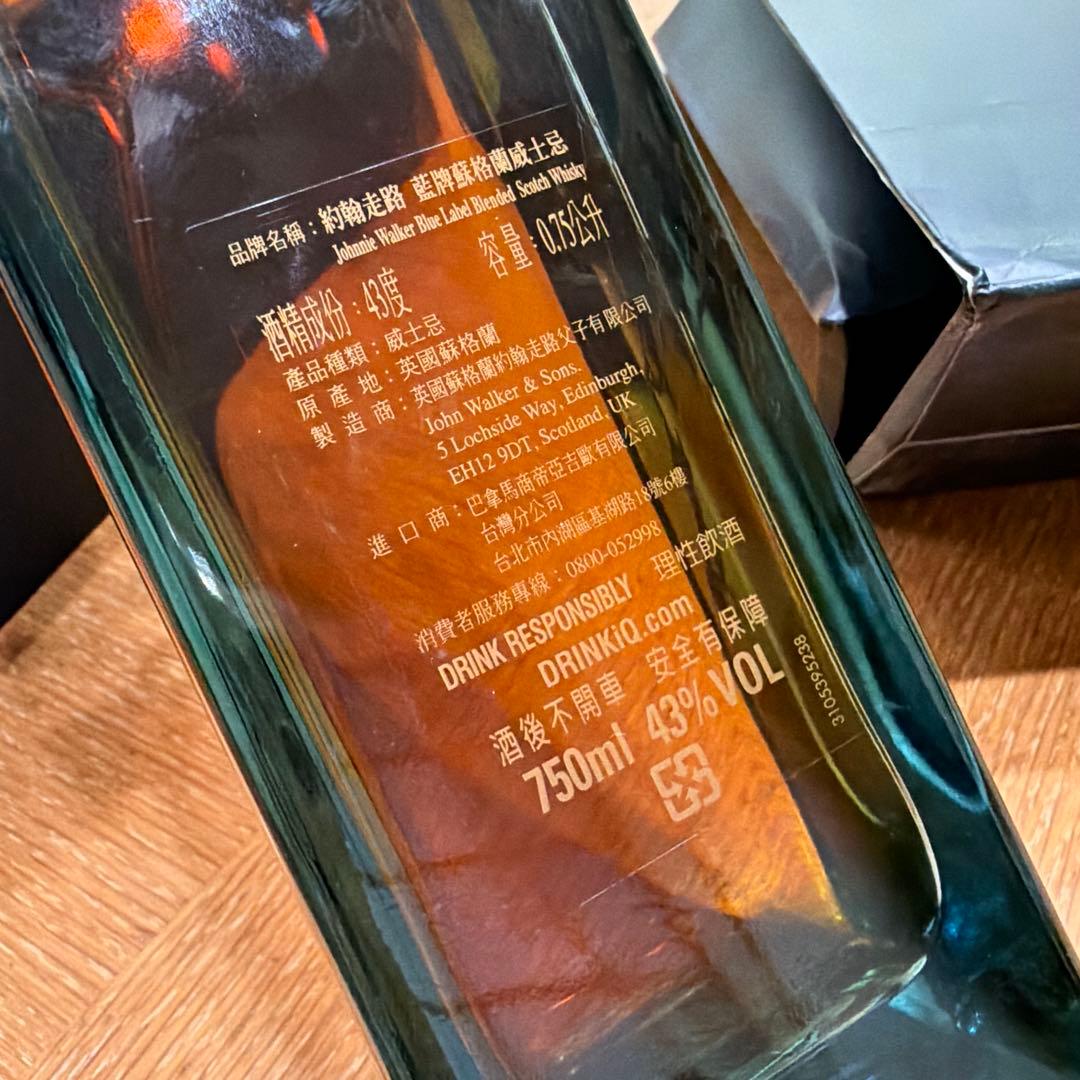 品牌名稱：約翰走路 藍牌蘇格蘭威士忌
Johnnie Walker Blue Label Blended Scotch Whisky
酒精成份：43度 容量：0.75公升
產品種類：威士忌
原產地：英國蘇格蘭
製造商：英國蘇格蘭約翰走路父子有限公司
John Walker & Sons,
5 Lochside Way, Edinburgh,
EH12 9DT, Scotland, UK
進口商：巴拿馬商帝亞吉歐有限公司
台灣分公司
台北市內湖區基湖路18號6樓
消費者服務專線：0800-052998
DRINK RESPONSIBLY 理性飲酒
DRINKiQ.com
酒後不開車 安全有保障
750ml 43%VOL
3105395238